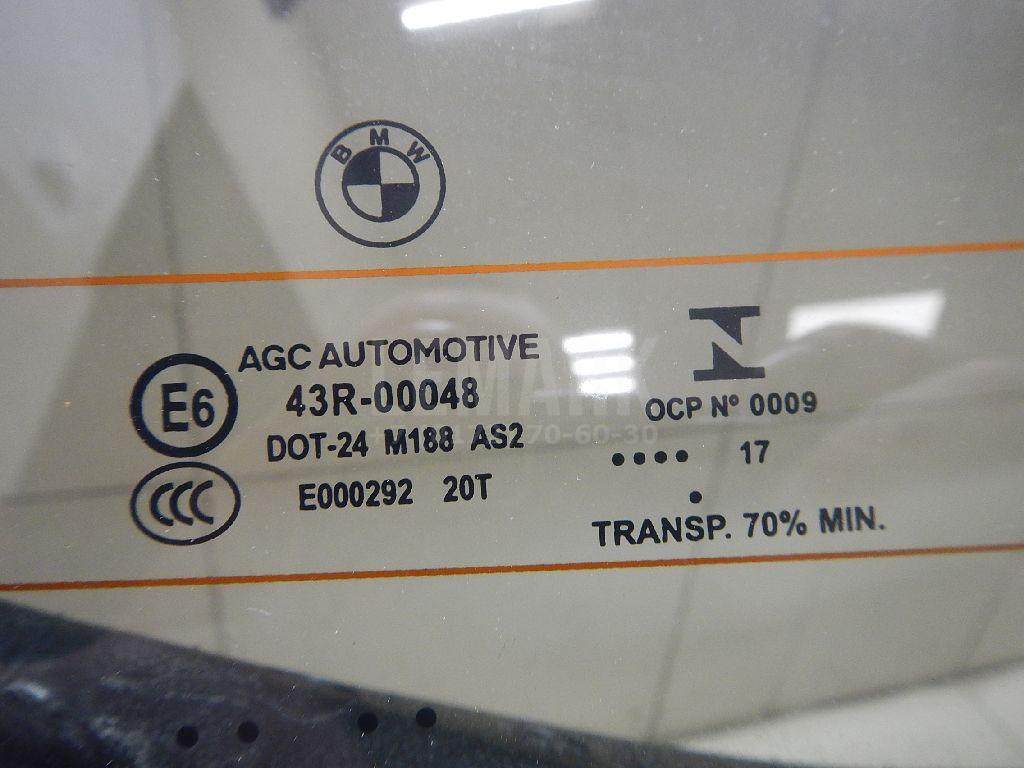 BMW
AGC AUTOMOTIVE
E6
43R-00048
DOT-24 M188 AS2
CCC
E000292 20T
N
OCP Nº 0009
•••• 17
•
TRANSP. 70% MIN.